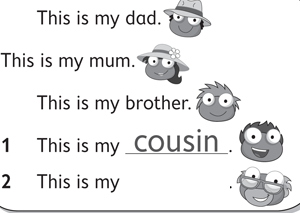 This is my dad.
This is my mum.
This is my brother.
1 This is my cousin.
2 This is my .